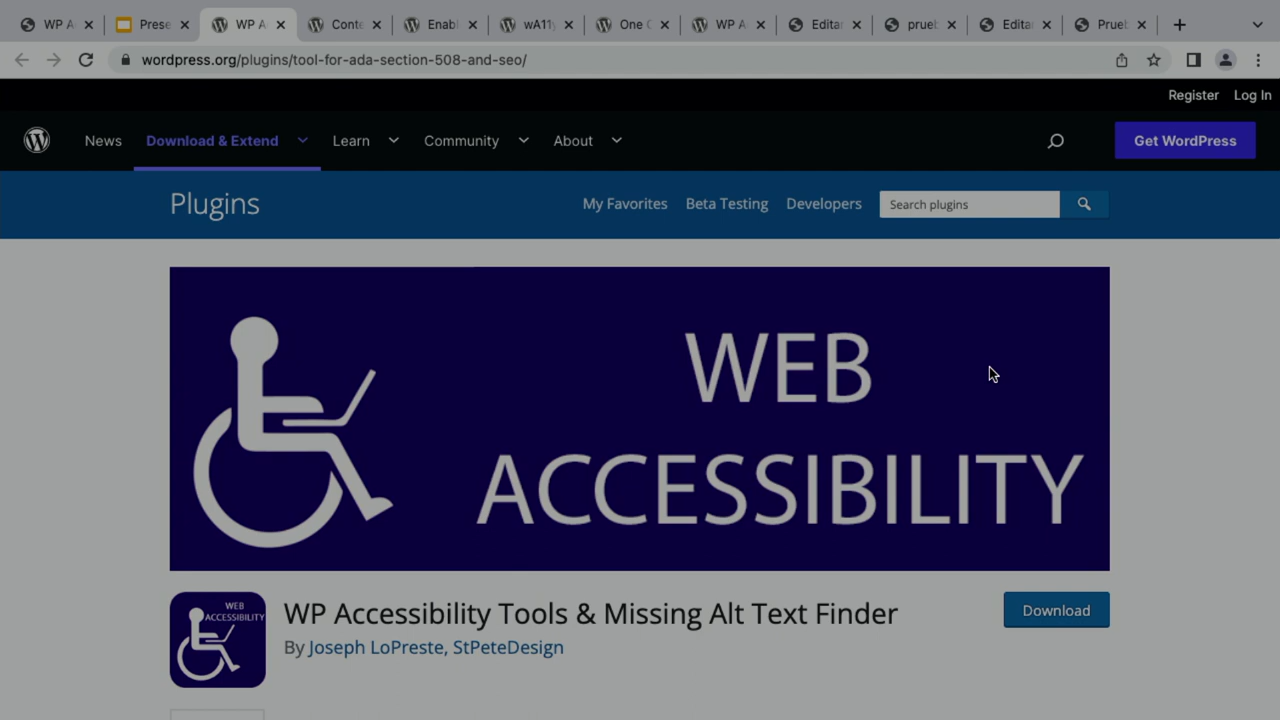 WP A
Prese
WP A
Conte
Enabl
wA11y
One C
WP A
Editar
prueb
Editar
Prueb
wordpress.org/plugins/tool-for-ada-section-508-and-seo/
Register Log In
News Download & Extend Learn Community About Get WordPress
Plugins My Favorites Beta Testing Developers Search plugins
WEB
ACCESSIBILITY
WEB
ACCESSIBILITY
WP Accessibility Tools & Missing Alt Text Finder Download
By Joseph LoPreste, StPeteDesign